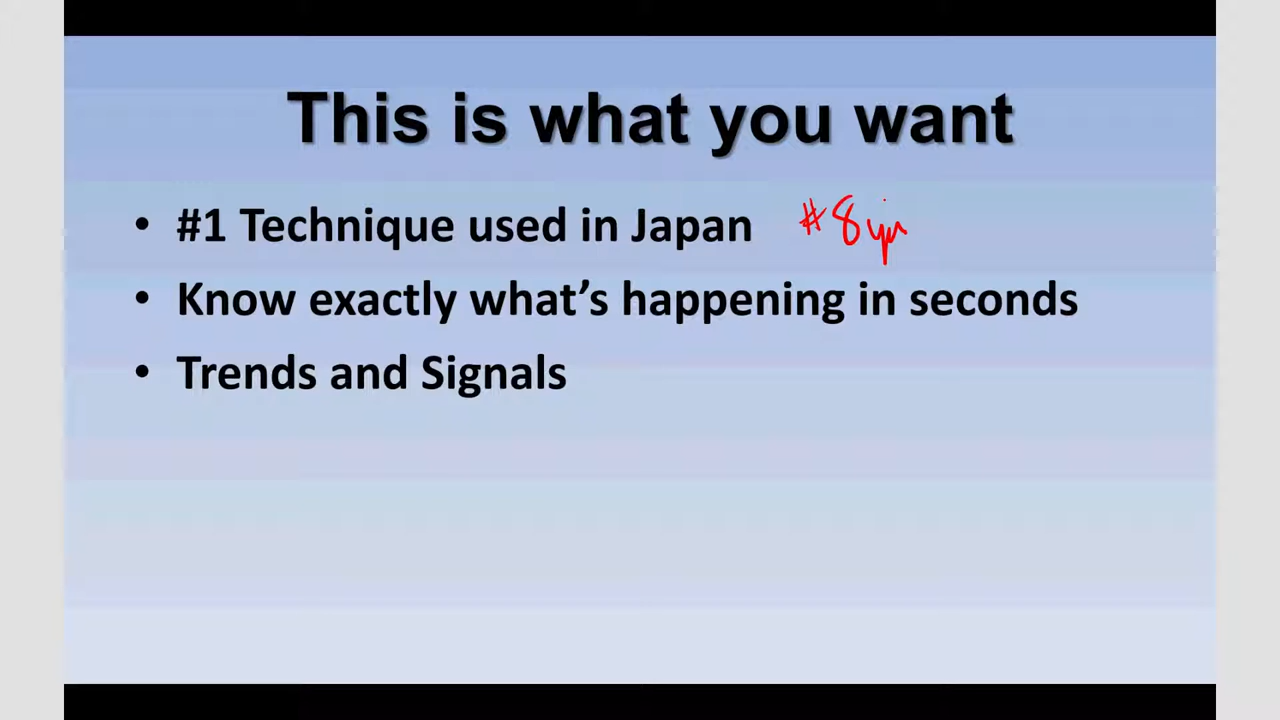 This is what you want
• #1 Technique used in Japan #8
• Know exactly what’s happening in seconds
• Trends and Signals